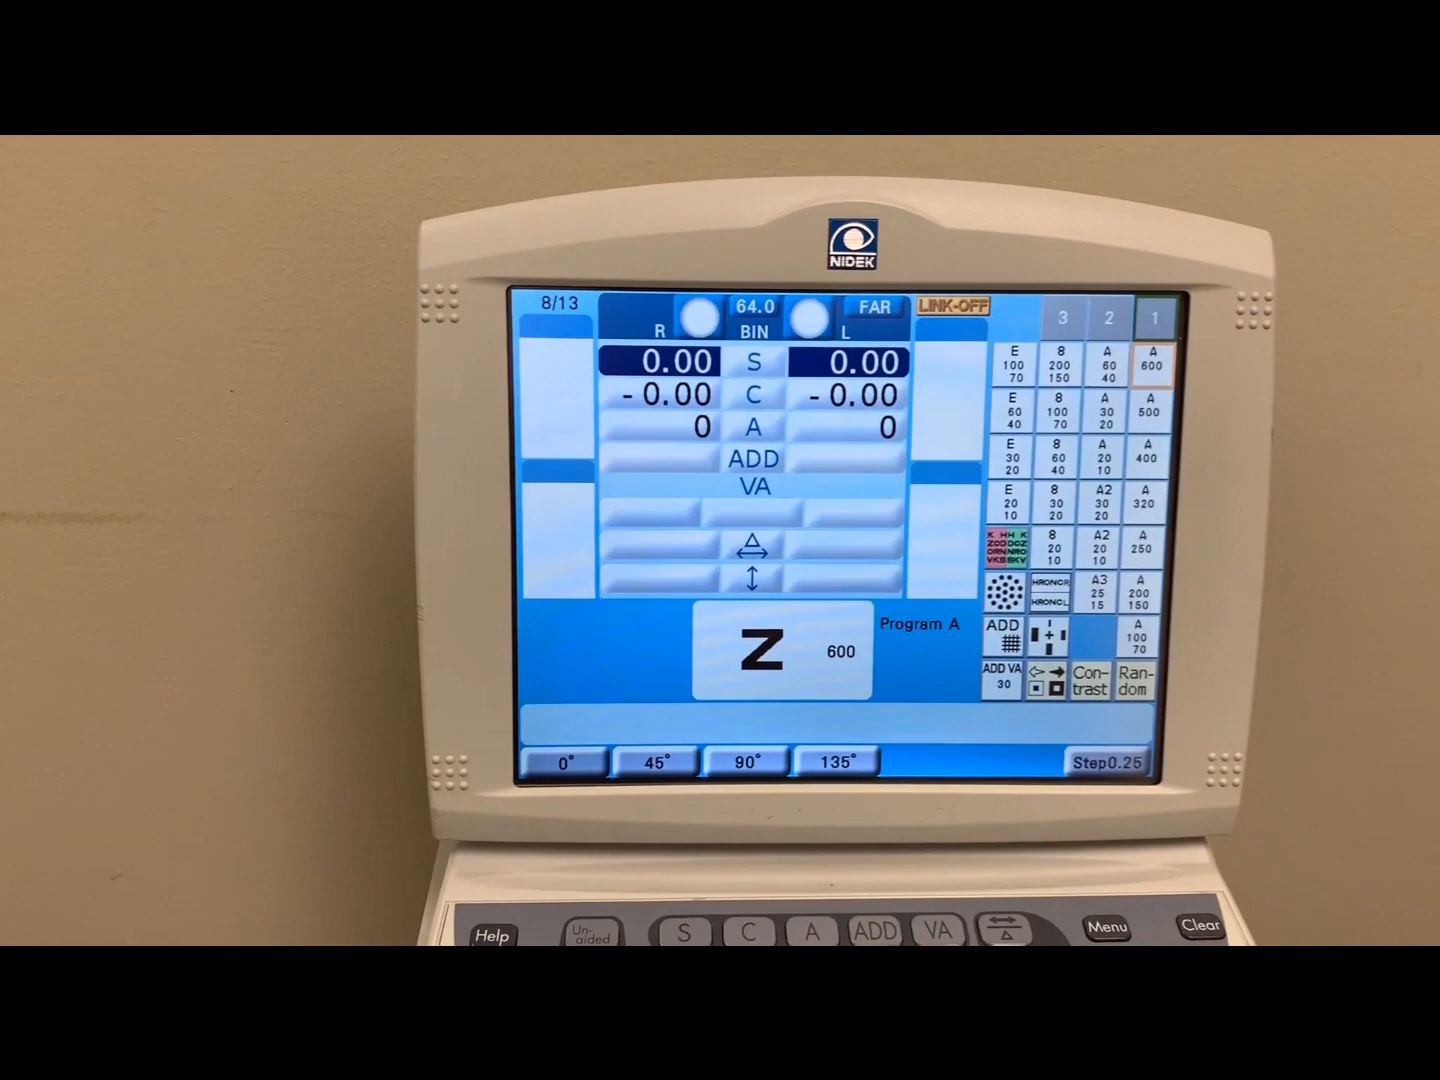 NIDEK
8/13
64.0
FAR
LINK-OFF
R
BIN
L
3
2
1
0.00
S
0.00
- 0.00
C
- 0.00
0
A
0
ADD
VA
Z
600
Program A
E
100
70
8
200
150
A
60
40
A
600
E
60
40
8
100
70
A
30
20
A
500
E
30
20
8
60
40
A
20
10
A
400
E
20
10
8
30
20
A2
30
20
A
320
8
20
10
A2
20
10
A
250
A3
25
15
A
200
150
ADD
A
100
70
ADD VA
30
Con-
trast
Ran-
dom
0°
45°
90°
135°
Step0.25
Help
Un-
aided
S
C
A
ADD
VA
Menu
Clear